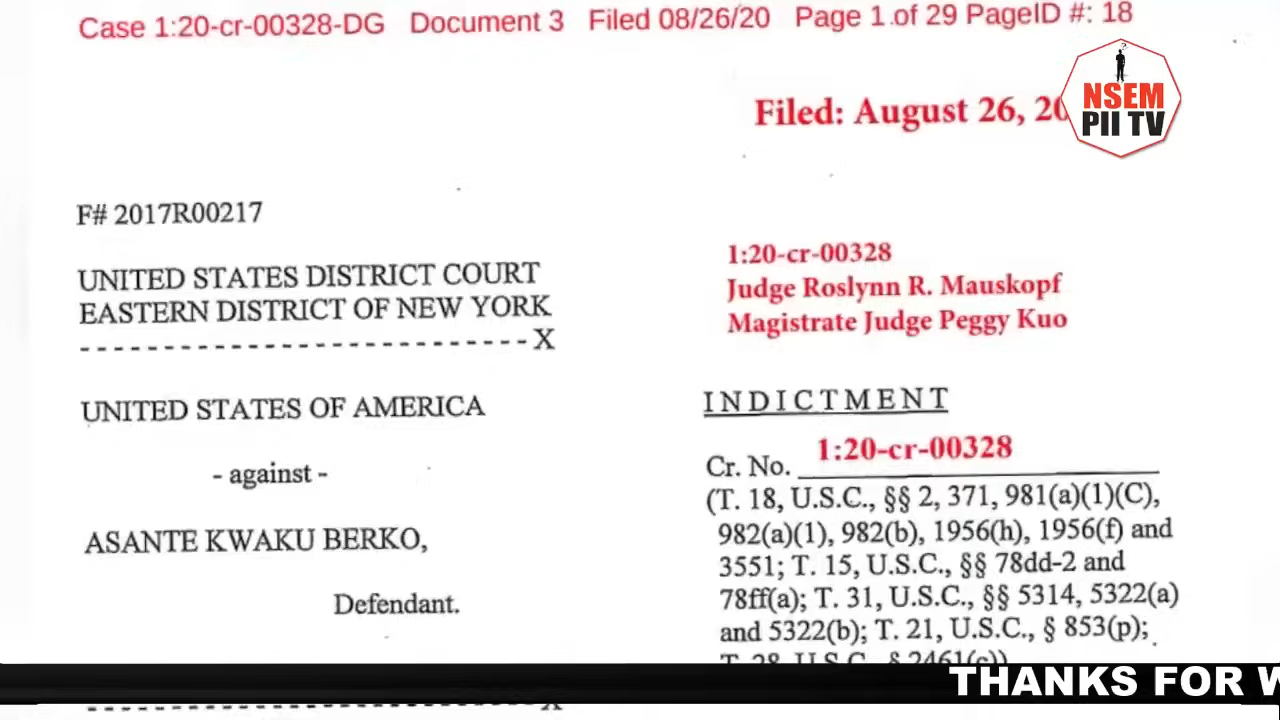 Case 1:20-cr-00328-DG Document 3 Filed 08/26/20 Page 1 of 29 PageID #: 18
NSEM
PII TV
Filed: August 26,
F# 2017R00217
UNITED STATES DISTRICT COURT
EASTERN DISTRICT OF NEW YORK
- - - - - - - - - - - - - - - - - - - - - - - - - - - - X
UNITED STATES OF AMERICA
- against -
ASANTE KWAKU BERKO,
Defendant.
1:20-cr-00328
Judge Roslynn R. Mauskopf
Magistrate Judge Peggy Kuo
INDICTMENT
Cr. No. 1:20-cr-00328
(T. 18, U.S.C., §§ 2, 371, 981(a)(1)(C),
982(a)(1), 982(b), 1956(h), 1956(f) and
3551; T. 15, U.S.C., §§ 78dd-2 and
78ff(a); T. 31, U.S.C., §§ 5314, 5322(a)
and 5322(b); T. 21, U.S.C., § 853(p);
T. 28, U.S.C., § 2461(c))
THANKS FOR